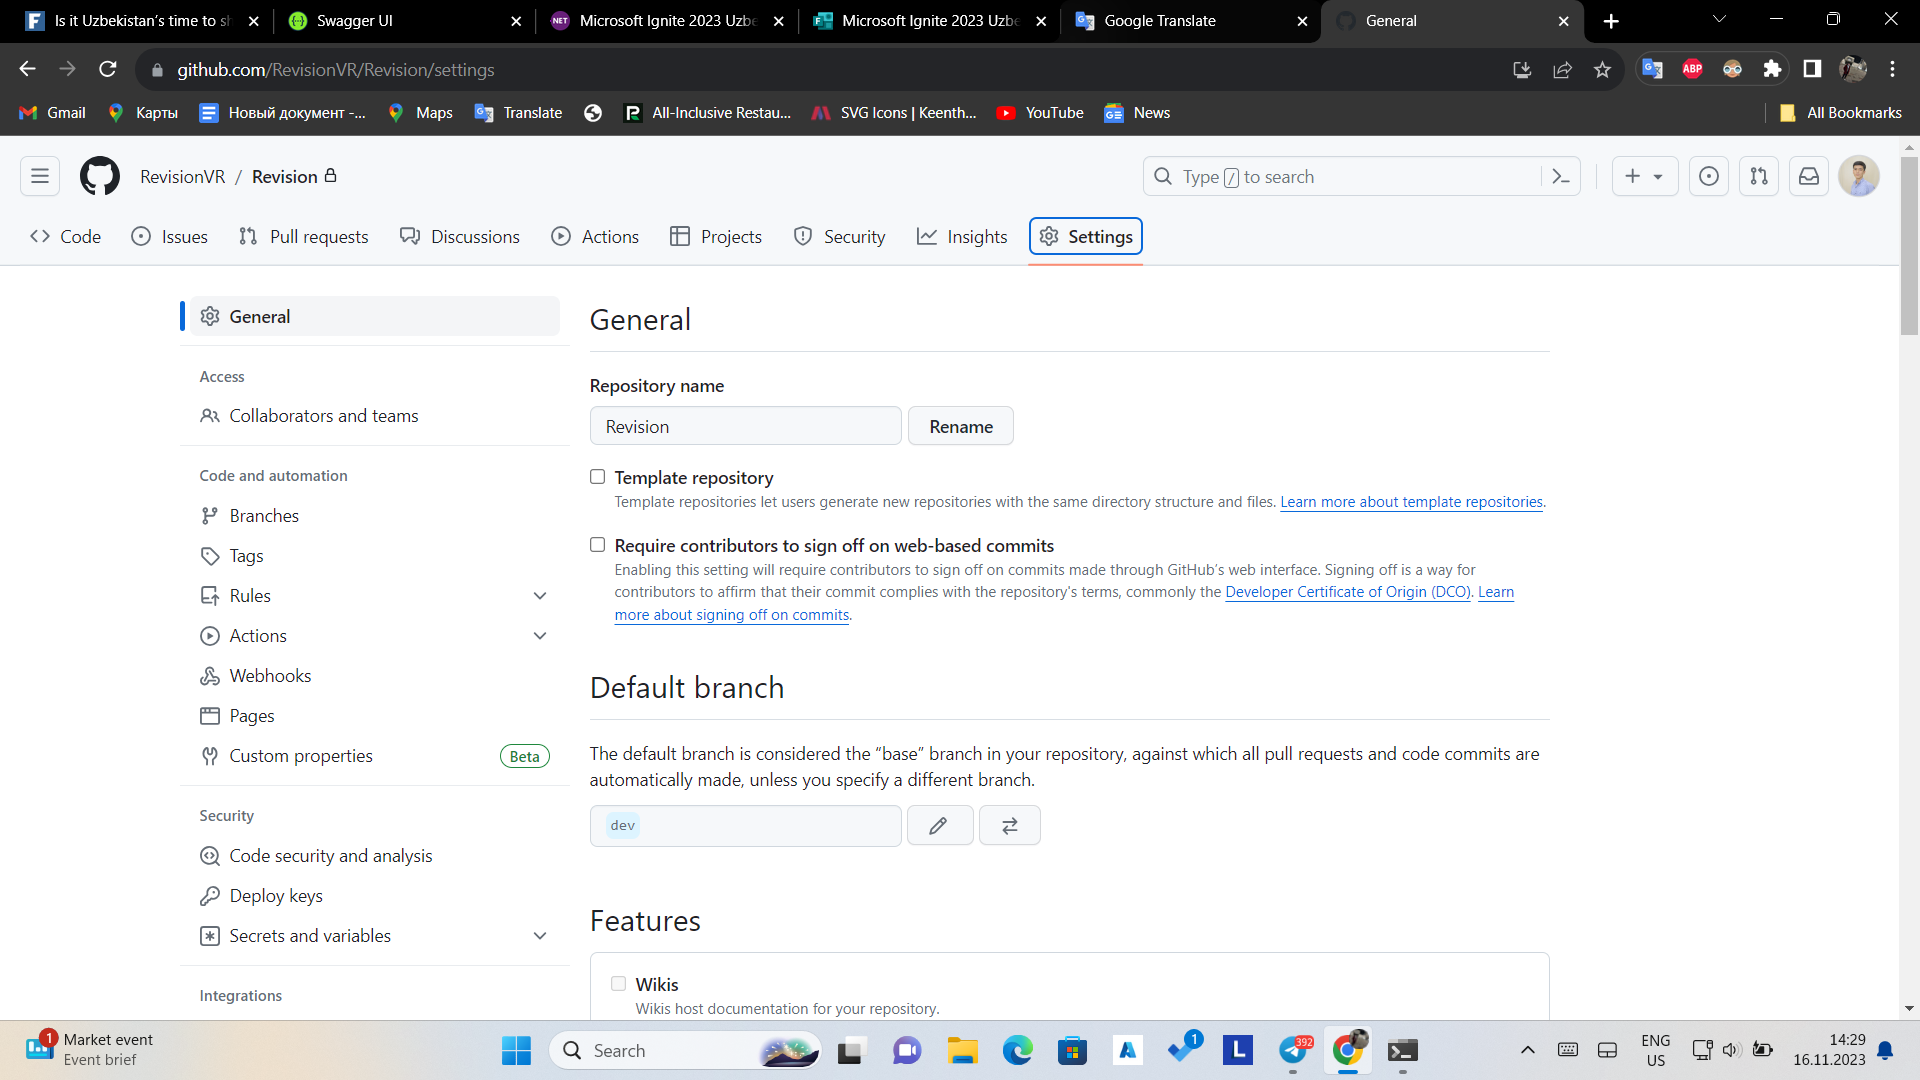 Is it Uzbekistan’s time to sh
Swagger UI
NET
Microsoft Ignite 2023 Uzbe
Microsoft Ignite 2023 Uzbe
Google Translate
General
github.com/RevisionVR/Revision/settings
ABP
Gmail
Карты
Новый документ -...
Maps
Translate
All-Inclusive Restau...
SVG Icons | Keenth...
YouTube
News
All Bookmarks
RevisionVR / Revision
Type / to search
Code
Issues
Pull requests
Discussions
Actions
Projects
Security
Insights
Settings
General
Access
Collaborators and teams
Code and automation
Branches
Tags
Rules
Actions
Webhooks
Pages
Custom properties
Beta
Security
Code security and analysis
Deploy keys
Secrets and variables
Integrations
General
Repository name
Revision
Rename
Template repository
Template repositories let users generate new repositories with the same directory structure and files. Learn more about template repositories.
Require contributors to sign off on web-based commits
Enabling this setting will require contributors to sign off on commits made through GitHub’s web interface. Signing off is a way for
contributors to affirm that their commit complies with the repository's terms, commonly the Developer Certificate of Origin (DCO). Learn
more about signing off on commits.
Default branch
The default branch is considered the “base” branch in your repository, against which all pull requests and code commits are
automatically made, unless you specify a different branch.
dev
Features
Wikis
Wikis host documentation for your repository.
1
Market event
Event brief
Search
1
L
392
ENG
US
14:29
16.11.2023